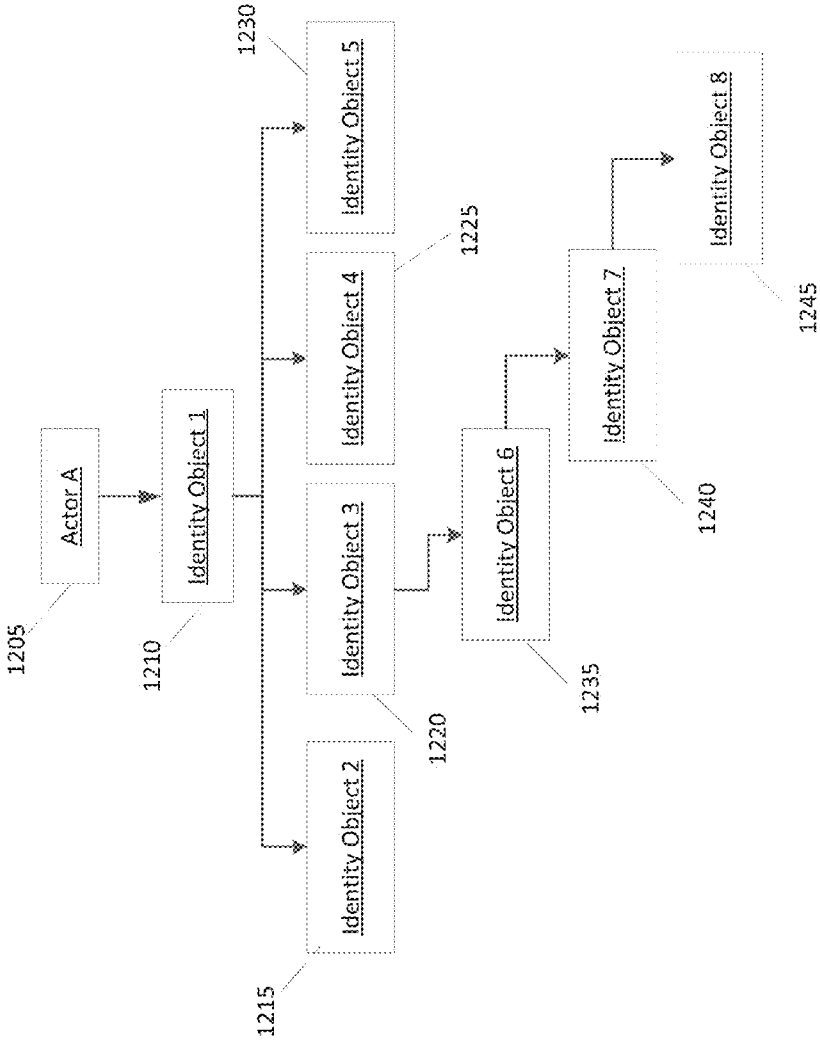 1205
Actor A
1210
Identity Object 1
1215
Identity Object 2
1220
Identity Object 3
1225
Identity Object 4
1230
Identity Object 5
1235
Identity Object 6
1240
Identity Object 7
1245
Identity Object 8